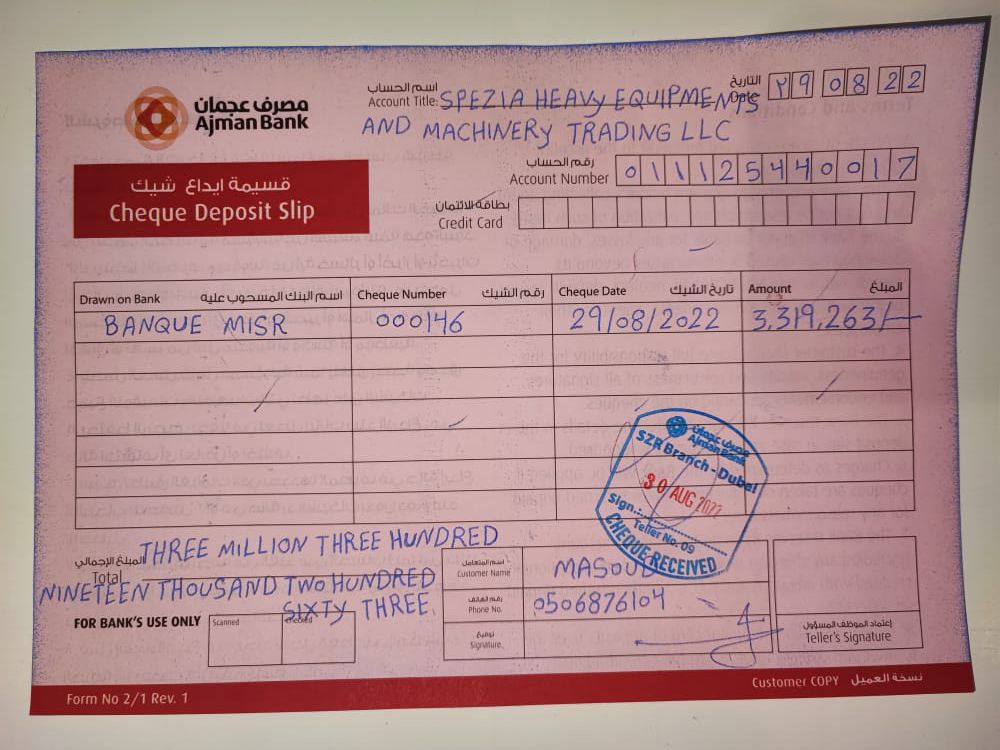 مصرف عجمان
Ajman Bank
اسم الحساب
Account Title: SPEZIA HEAVY EQUIPMENTS
AND MACHINERY TRADING LLC
التاريخ
Date 29 08 22
رقم الحساب
Account Number 011125440017
بطاقة الائتمان
Credit Card
قسيمة ايداع شيك
Cheque Deposit Slip
Drawn on Bank اسم البنك المسحوب عليه Cheque Number رقم الشيك Cheque Date تاريخ الشيك Amount المبلغ
BANQUE MISR 000146 29/08/2022 3,319,263/-
مصرف عجمان
Ajman Bank
SZR Branch - Dubai
30 AUG 2022
Sign.:
Teller No. 09
CHEQUE RECEIVED
المبلغ الإجمالي
Total THREE MILLION THREE HUNDRED
NINETEEN THOUSAND TWO HUNDRED
SIXTY THREE.
اسم المتعامل
Customer Name MASOUD
رقم الهاتف
Phone No. 0506876104
توقيع
Signature
إعتماد الموظف المسؤول
Teller's Signature
FOR BANK'S USE ONLY Scanned Checked
Form No 2/1 Rev. 1 Customer COPY نسخة العميل